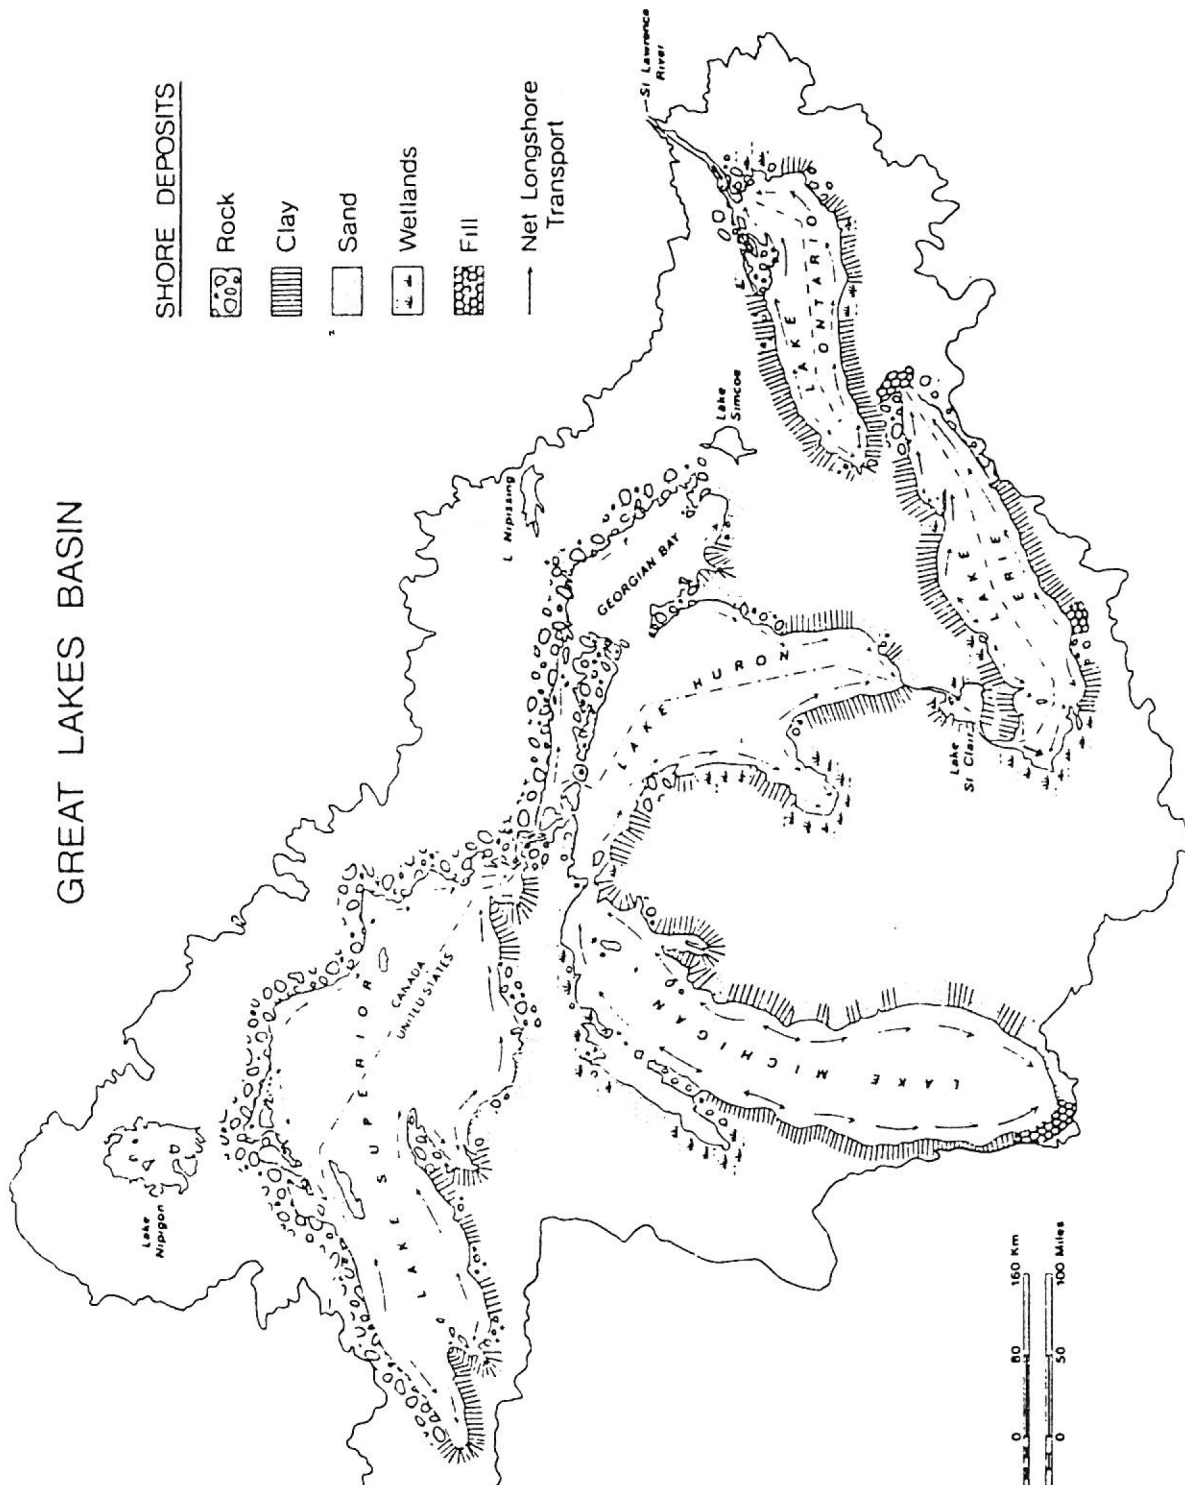 GREAT LAKES BASIN
SHORE DEPOSITS
Rock
Clay
Sand
Wetlands
Fill
Net Longshore
Transport
Lake
Nipigon
LAKE SUPERIOR
CANADA
UNITED STATES
L Nipissing
GEORGIAN BAY
Lake
Simcoe
St Lawrence
River
LAKE HURON
LAKE
ONTARIO
LAKE MICHIGAN
Lake
St Clair
LAKE
ERIE
0 80 160 Km
0 50 100 Miles